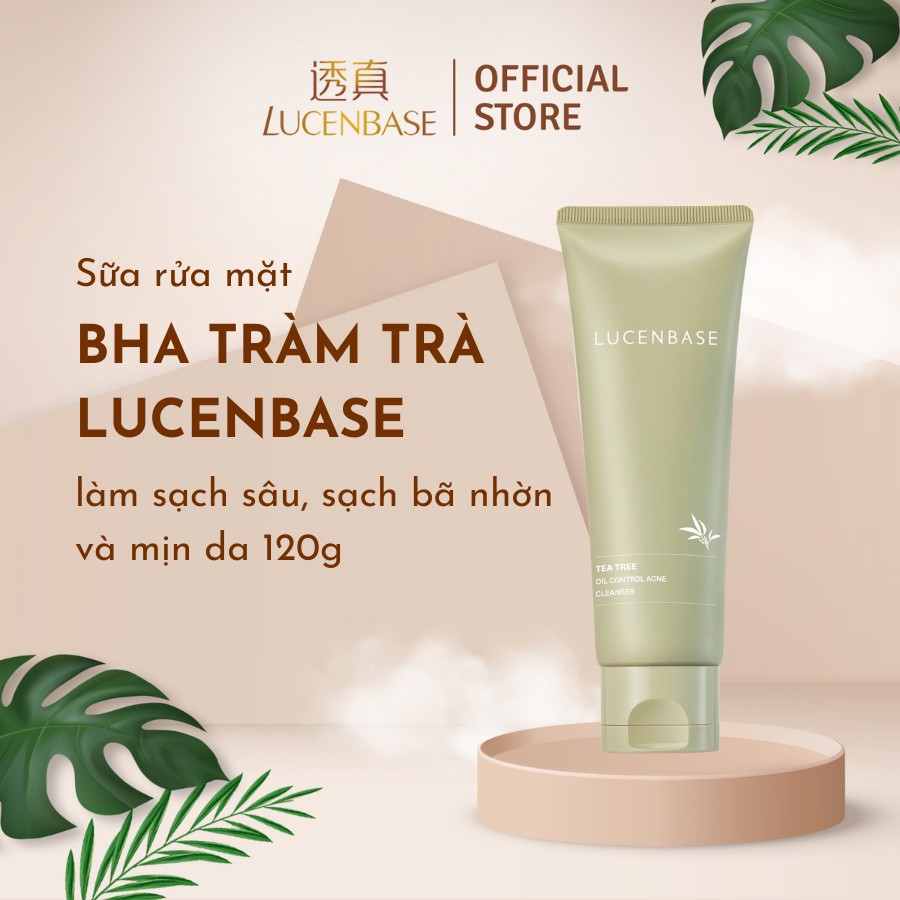 透真
LUCENBASE
OFFICIAL
STORE
Sữa rửa mặt
BHA TRÀM TRÀ
LUCENBASE
làm sạch sâu, sạch bã nhờn
và mịn da 120g
LUCENBASE
TEA TREE
OIL CONTROL ACNE
CLEANSER